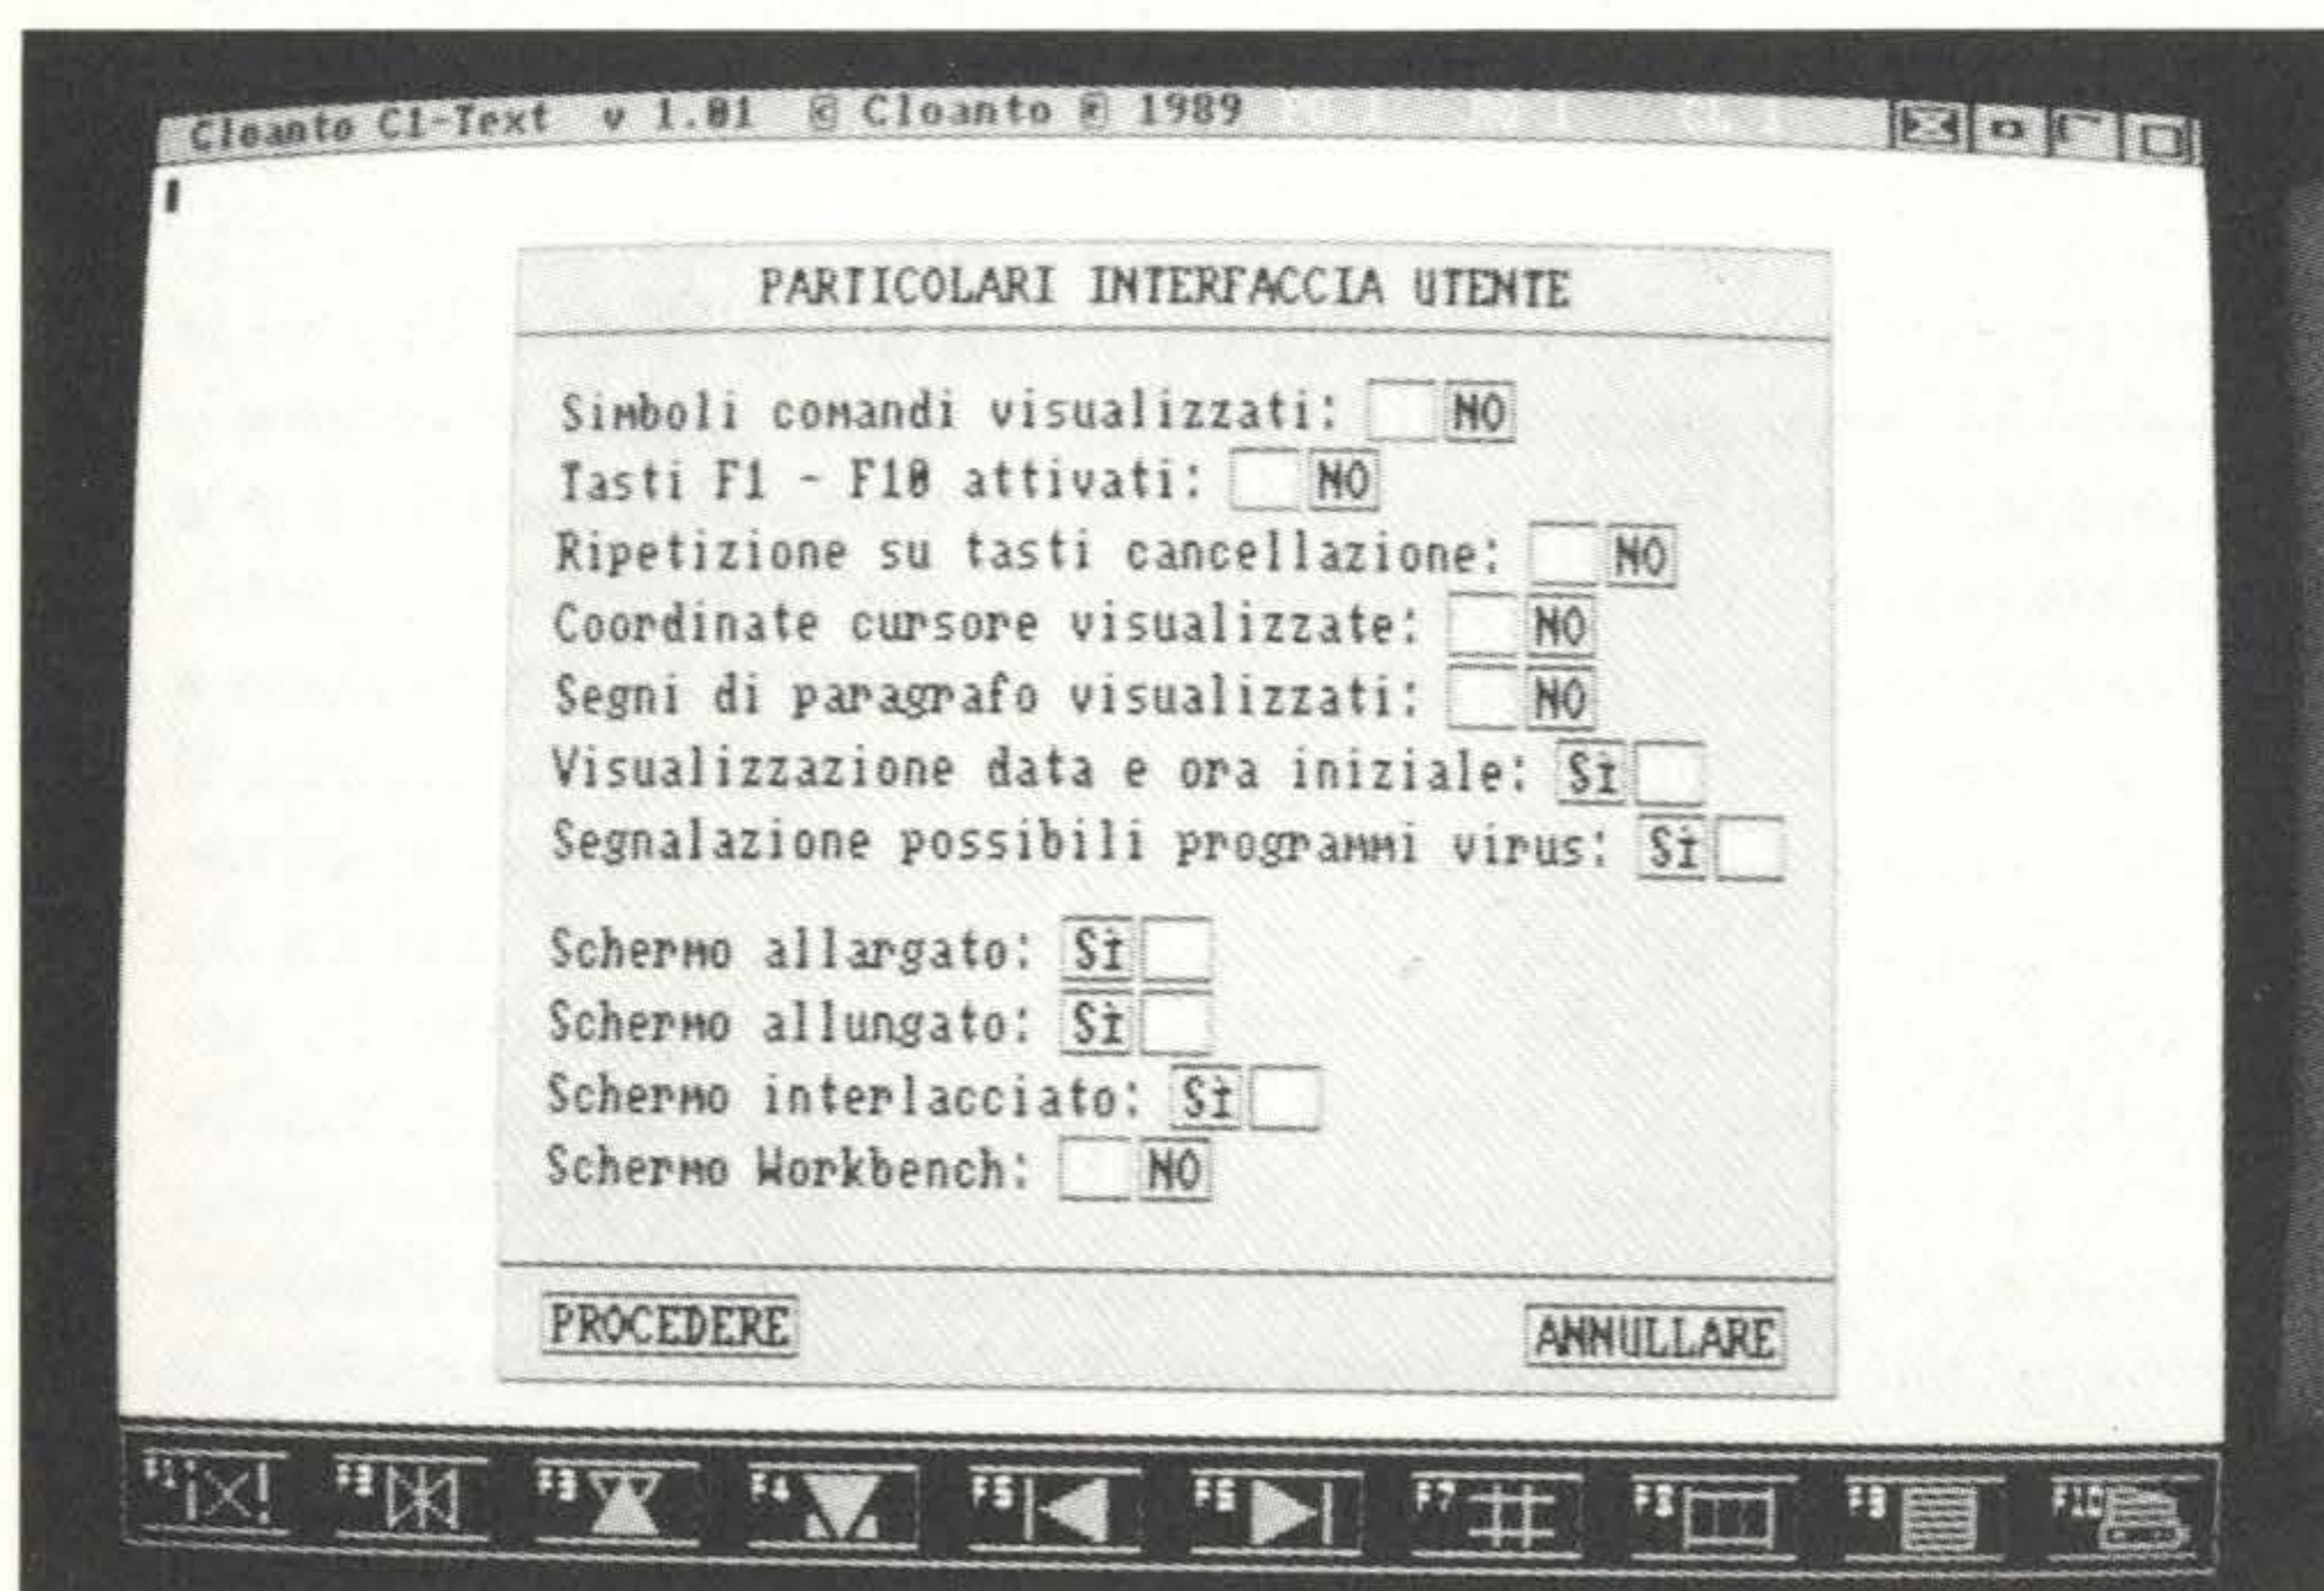 Cloanto C1-Text v 1.01 © Cloanto ® 1989
PARTICOLARI INTERFACCIA UTENTE
Simboli comandi visualizzati: NO
Tasti F1 - F10 attivati: NO
Ripetizione su tasti cancellazione: NO
Coordinate cursore visualizzate: NO
Segni di paragrafo visualizzati: NO
Visualizzazione data e ora iniziale: Sì
Segnalazione possibili programmi virus: Sì
Schermo allargato: Sì
Schermo allungato: Sì
Schermo interlacciato: Sì
Schermo Workbench: NO
PROCEDERE ANNULLARE
F1 F2 F3 F4 F5 F6 F7 F8 F9 F10